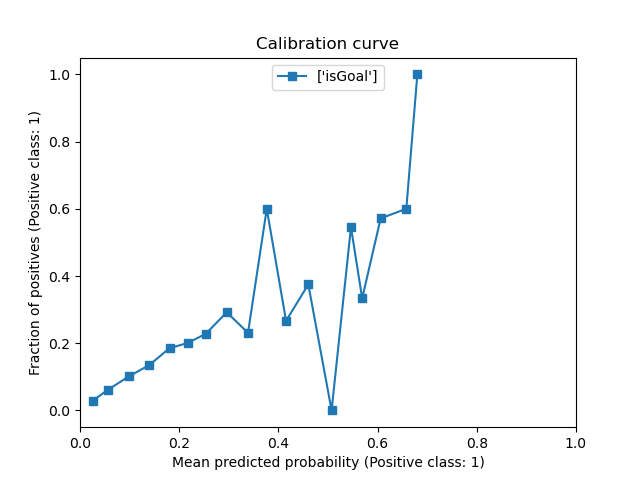 Calibration curve
['isGoal']
Fraction of positives (Positive class: 1)
1.0
0.8
0.6
0.4
0.2
0.0
0.0 0.2 0.4 0.6 0.8 1.0
Mean predicted probability (Positive class: 1)